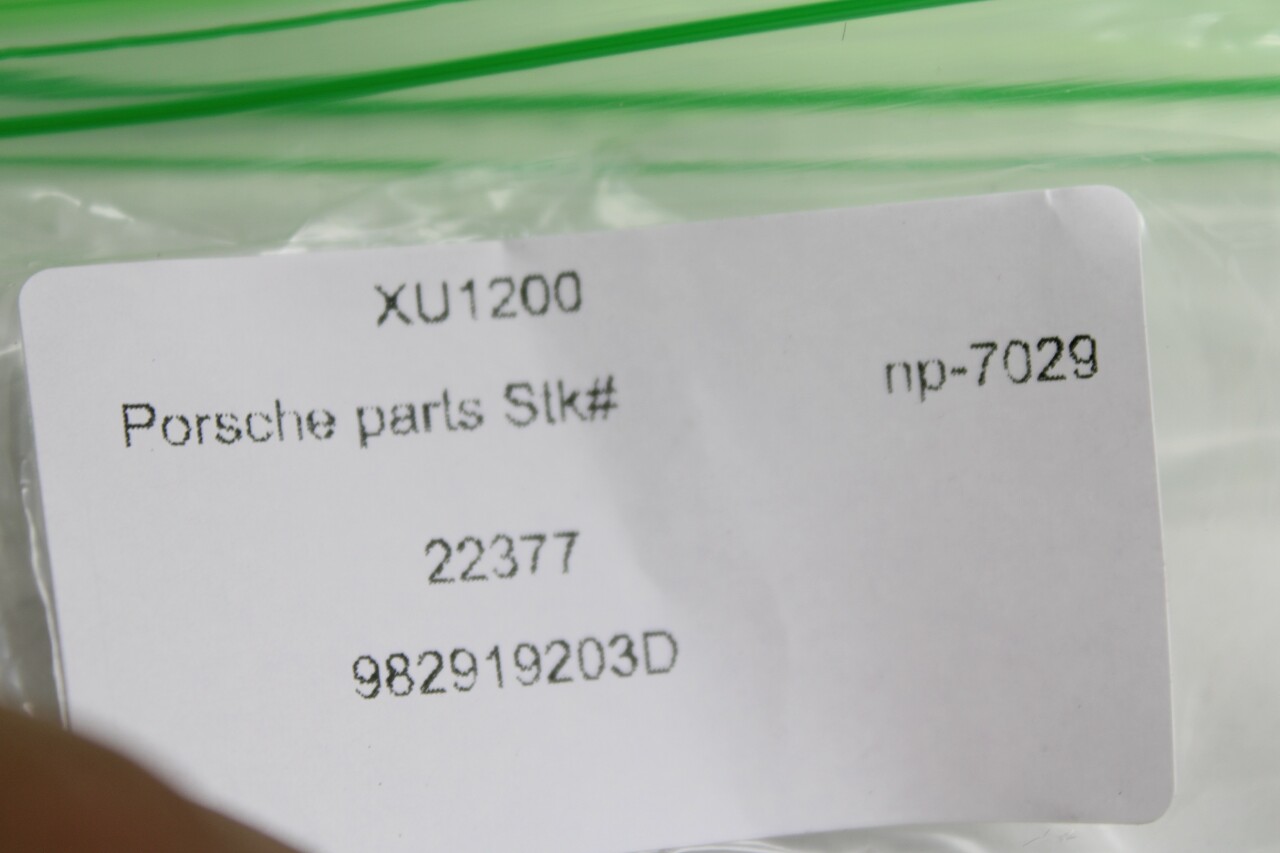 XU1200
np-7029
Porsche parts Stk#
22377
982919203D